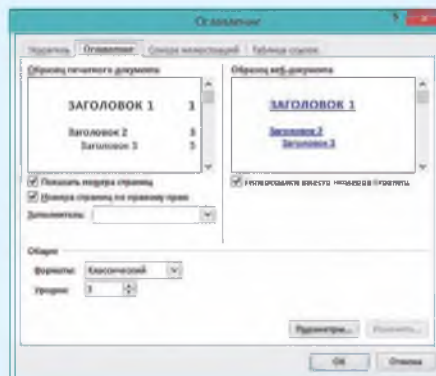 Оглавление
Указатель Оглавление Список иллюстраций Таблица ссылок
Образец печатного документа
ЗАГОЛОВОК 1 1
Заголовок 2 3
Заголовок 3 5
Образец веб-документа
ЗАГОЛОВОК 1
Заголовок 2
Заголовок 3
Показать номера страниц
Номера страниц по правому краю
Заполнитель:
Гиперссылки вместо номеров страниц
Общие
Форматы: Классический
Уровни: 3
Параметры... Изменить...
ОК Отмена